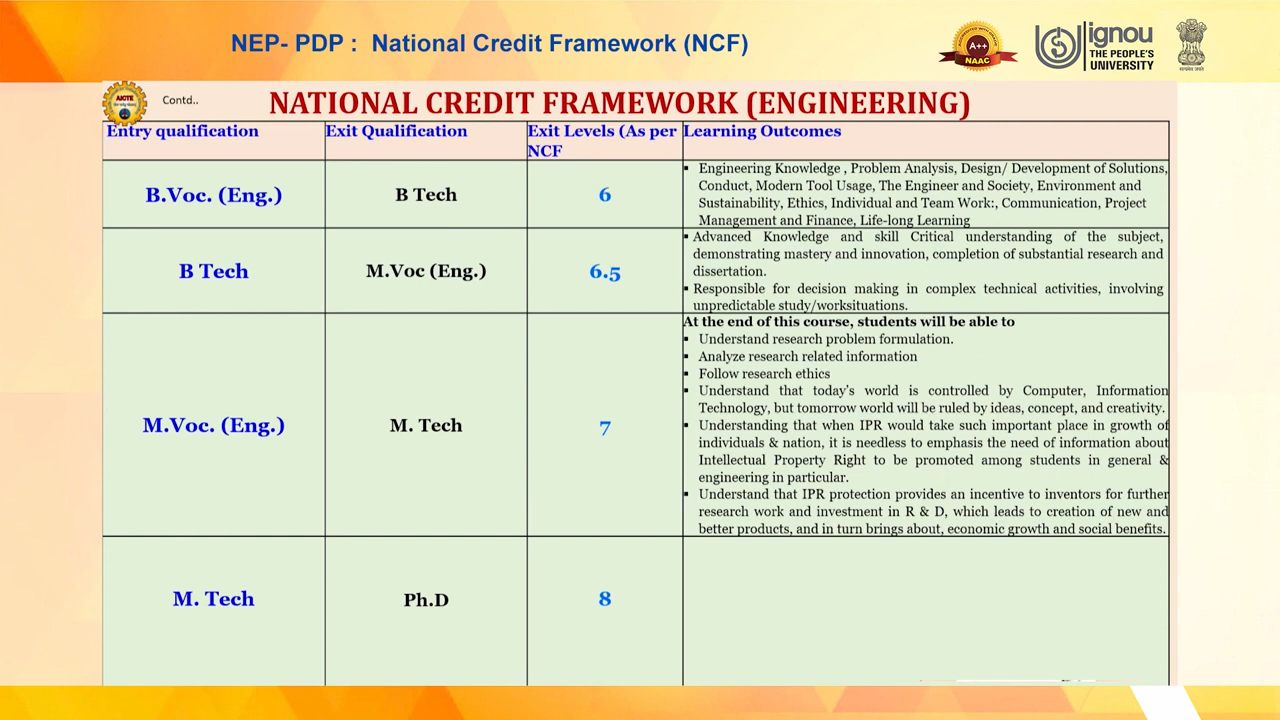 NEP- PDP : National Credit Framework (NCF)
A++
NAAC
ignou
THE PEOPLE'S
UNIVERSITY
सत्यमेव जयते
AICTE
Contd..
NATIONAL CREDIT FRAMEWORK (ENGINEERING)
Entry qualification
Exit Qualification
Exit Levels (As per
NCF
Learning Outcomes
B.Voc. (Eng.)
B Tech
6
▪ Engineering Knowledge , Problem Analysis, Design/ Development of Solutions,
Conduct, Modern Tool Usage, The Engineer and Society, Environment and
Sustainability, Ethics, Individual and Team Work:, Communication, Project
Management and Finance, Life-long Learning
B Tech
M.Voc (Eng.)
6.5
▪ Advanced Knowledge and skill Critical understanding of the subject,
demonstrating mastery and innovation, completion of substantial research and
dissertation.
▪ Responsible for decision making in complex technical activities, involving
unpredictable study/worksituations.
M.Voc. (Eng.)
M. Tech
7
At the end of this course, students will be able to
▪ Understand research problem formulation.
▪ Analyze research related information
▪ Follow research ethics
▪ Understand that today's world is controlled by Computer, Information
Technology, but tomorrow world will be ruled by ideas, concept, and creativity.
▪ Understanding that when IPR would take such important place in growth of
individuals & nation, it is needless to emphasis the need of information about
Intellectual Property Right to be promoted among students in general &
engineering in particular.
▪ Understand that IPR protection provides an incentive to inventors for further
research work and investment in R & D, which leads to creation of new and
better products, and in turn brings about, economic growth and social benefits.
M. Tech
Ph.D
8